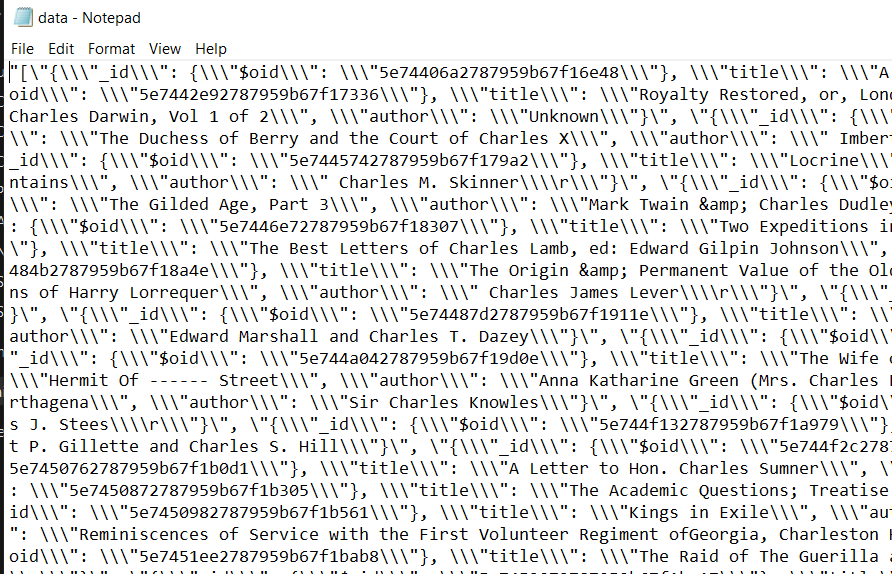 data - Notepad
File Edit Format View Help
"[\"{\\\"_id\\\": {\\\"$oid\\\": \\\"5e74406a2787959b67f16e48\\\"}, \\\"title\\\": \\\"A
oid\\\": \\\"5e7442e92787959b67f17336\\\"}, \\\"title\\\": \\\"Royalty Restored, or, Lon
Charles Darwin, Vol 1 of 2\\\", \\\"author\\\": \\\"Unknown\\\"}\", \"{\\\"_id\\\": {\\\
\\": \\\"The Duchess of Berry and the Court of Charles X\\\", \\\"author\\\": \\\" Imber
_id\\\": {\\\"$oid\\\": \\\"5e7445742787959b67f179a2\\\"}, \\\"title\\\": \\\"Locrine\\\
ntains\\\", \\\"author\\\": \\\" Charles M. Skinner\\\\r\\\"}\", \"{\\\"_id\\\": {\\\"$o
\\\": \\\"The Gilded Age, Part 3\\\", \\\"author\\\": \\\"Mark Twain &amp; Charles Dudley
: {\\\"$oid\\\": \\\"5e7446e72787959b67f18307\\\"}, \\\"title\\\": \\\"Two Expeditions in
\"}, \\\"title\\\": \\\"The Best Letters of Charles Lamb, ed: Edward Gilpin Johnson\\\",
484b2787959b67f18a4e\\\"}, \\\"title\\\": \\\"The Origin &amp; Permanent Value of the Ol
ns of Harry Lorrequer\\\", \\\"author\\\": \\\" Charles James Lever\\\\r\\\"}\", \"{\\\"_
}\", \"{\\\"_id\\\": {\\\"$oid\\\": \\\"5e74487d2787959b67f1911e\\\"}, \\\"title\\\": \\
author\\\": \\\"Edward Marshall and Charles T. Dazey\\\"}\", \"{\\\"_id\\\": {\\\"$oid\\
"_id\\\": {\\\"$oid\\\": \\\"5e744a042787959b67f19d0e\\\"}, \\\"title\\\": \\\"The Wife
\\\"Hermit Of ------ Street\\\", \\\"author\\\": \\\"Anna Katharine Green (Mrs. Charles
rthagena\\\", \\\"author\\\": \\\"Sir Charles Knowles\\\"}\", \"{\\\"_id\\\": {\\\"$oid\
s J. Stees\\\\r\\\"}\", \"{\\\"_id\\\": {\\\"$oid\\\": \\\"5e744f132787959b67f1a979\\\"}
t P. Gillette and Charles S. Hill\\\"}\", \"{\\\"_id\\\": {\\\"$oid\\\": \\\"5e744f2c278
5e7450762787959b67f1b0d1\\\"}, \\\"title\\\": \\\"A Letter to Hon. Charles Sumner\\\", \
: \\\"5e7450872787959b67f1b305\\\"}, \\\"title\\\": \\\"The Academic Questions; Treatise
id\\\": \\\"5e7450982787959b67f1b561\\\"}, \\\"title\\\": \\\"Kings in Exile\\\", \\\"au
": \\\"Reminiscences of Service with the First Volunteer Regiment ofGeorgia, Charleston
oid\\\": \\\"5e7451ee2787959b67f1bab8\\\"}, \\\"title\\\": \\\"The Raid of The Guerilla